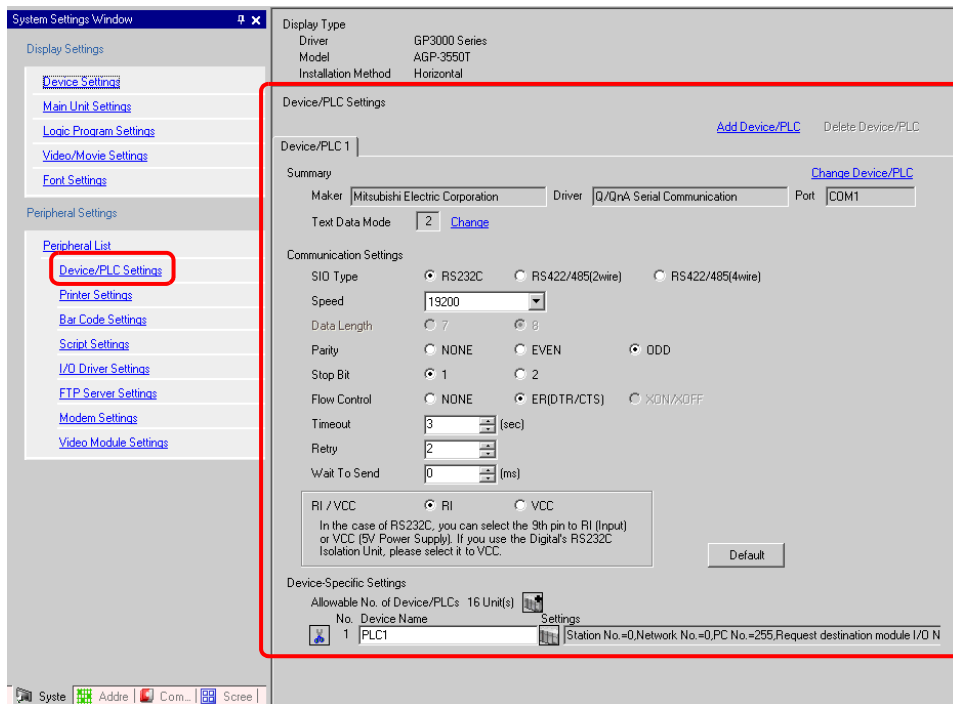 System Settings Window
Display Settings
Device Settings
Main Unit Settings
Logic Program Settings
Video/Movie Settings
Font Settings
Peripheral Settings
Peripheral List
Device/PLC Settings
Printer Settings
Bar Code Settings
Script Settings
I/O Driver Settings
FTP Server Settings
Modem Settings
Video Module Settings
Syste Addre Com... Scree
Display Type
Driver GP3000 Series
Model AGP-3550T
Installation Method Horizontal
Device/PLC Settings
Add Device/PLC Delete Device/PLC
Device/PLC 1
Summary Change Device/PLC
Maker Mitsubishi Electric Corporation Driver Q/QnA Serial Communication Port COM1
Text Data Mode 2 Change
Communication Settings
SIO Type RS232C RS422/485(2wire) RS422/485(4wire)
Speed 19200
Data Length 7 8
Parity NONE EVEN ODD
Stop Bit 1 2
Flow Control NONE ER(DTR/CTS) XON/XOFF
Timeout 3 (sec)
Retry 2
Wait To Send 0 (ms)
RI / VCC RI VCC
In the case of RS232C, you can select the 9th pin to RI (Input)
or VCC (5V Power Supply). If you use the Digital's RS232C
Isolation Unit, please select it to VCC.
Default
Device-Specific Settings
Allowable No. of Device/PLCs 16 Unit(s)
No. Device Name Settings
1 PLC1 Station No.=0,Network No.=0,PC No.=255,Request destination module I/O N